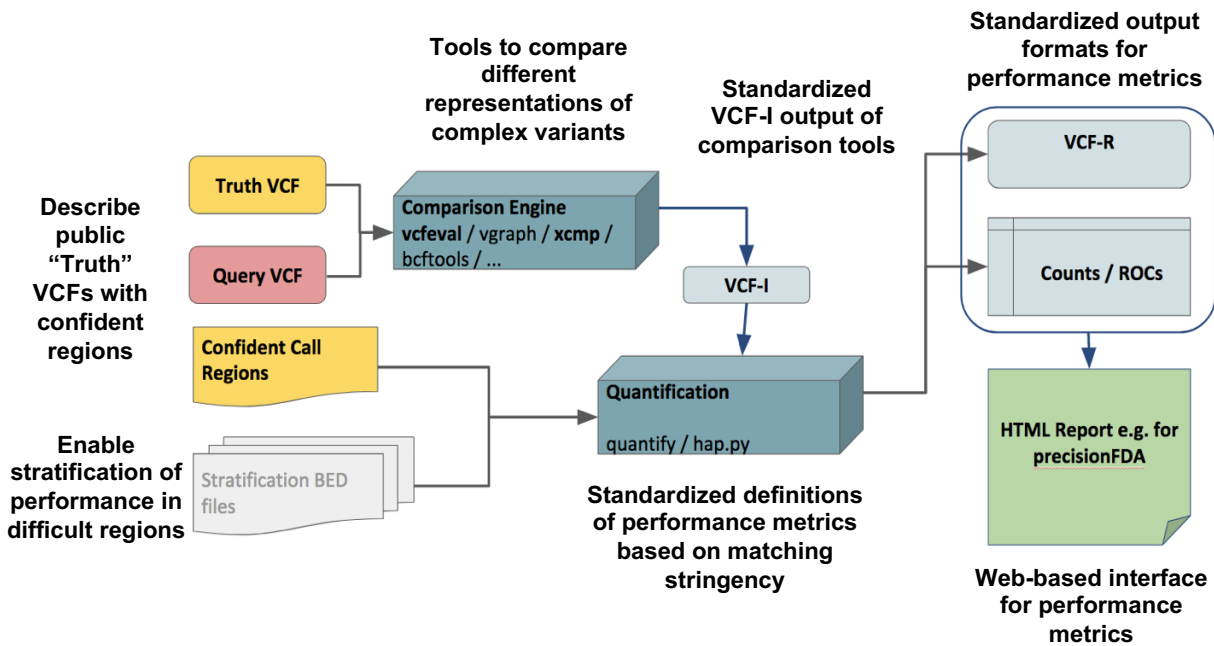 Tools to compare
different
representations of
complex variants
Standardized
VCF-I output of
comparison tools
Standardized output
formats for
performance metrics
Describe
public
“Truth”
VCFs with
confident
regions
Truth VCF
Query VCF
Comparison Engine
vcfeval / vgraph / xcmp /
bcftools / ...
VCF-I
VCF-R
Counts / ROCs
Confident Call
Regions
Enable
stratification of
performance in
difficult regions
Stratification BED
files
Quantification
quantify / hap.py
Standardized definitions
of performance metrics
based on matching
stringency
HTML Report e.g. for
precisionFDA
Web-based interface
for performance
metrics